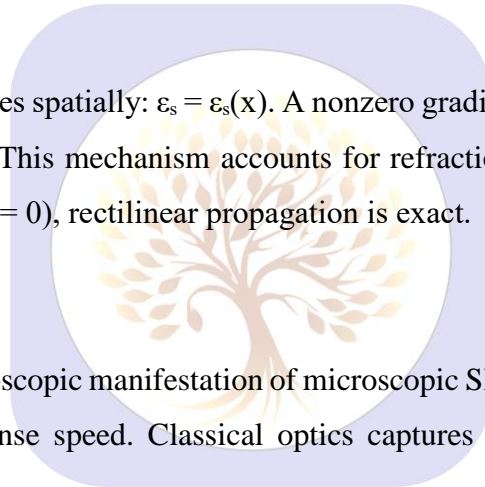 es spatially: εₛ = εₛ(x). A nonzero gradi
This mechanism accounts for refractio
= 0), rectilinear propagation is exact.
scopic manifestation of microscopic S
nse speed. Classical optics captures